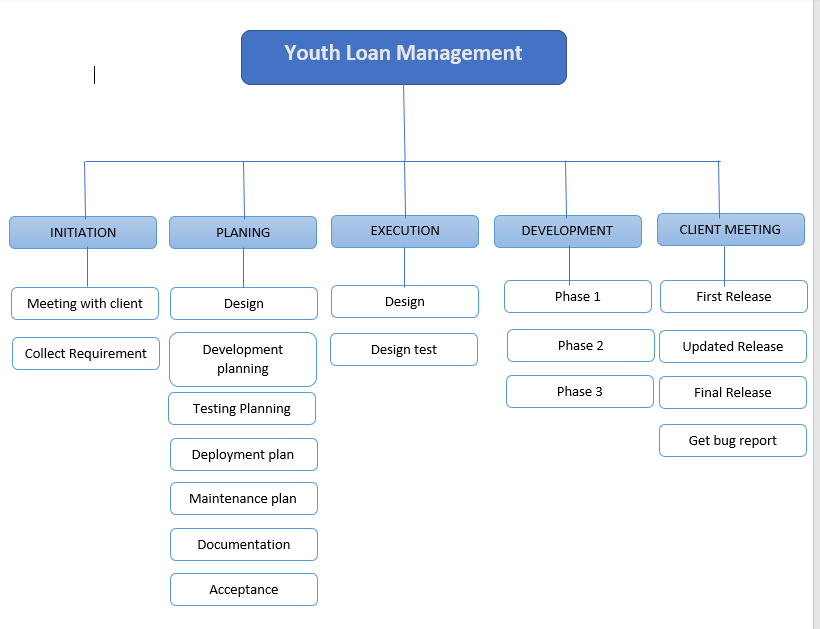 Youth Loan Management
INITIATION
Meeting with client
Collect Requirement
PLANING
Design
Development
planning
Testing Planning
Deployment plan
Maintenance plan
Documentation
Acceptance
EXECUTION
Design
Design test
DEVELOPMENT
Phase 1
Phase 2
Phase 3
CLIENT MEETING
First Release
Updated Release
Final Release
Get bug report